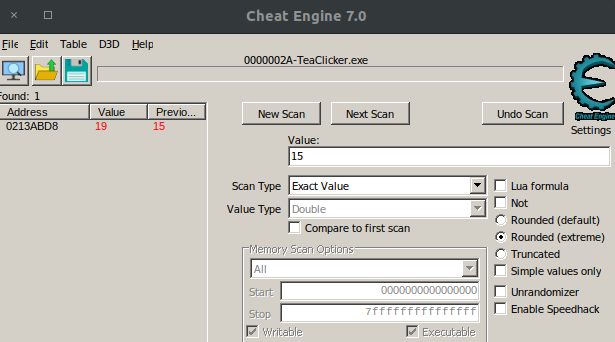 Cheat Engine 7.0
File Edit Table D3D Help
0000002A-TeaClicker.exe
Found: 1
Address Value Previo...
0213ABD8 19 15
New Scan Next Scan Undo Scan
Cheat Engine
Settings
Value:
15
Scan Type Exact Value
Value Type Double
Compare to first scan
Lua formula
Not
Rounded (default)
Rounded (extreme)
Truncated
Simple values only
Unrandomizer
Enable Speedhack
Memory Scan Options
All
Start 0000000000000000
Stop 7fffffffffffffff
Writable Executable